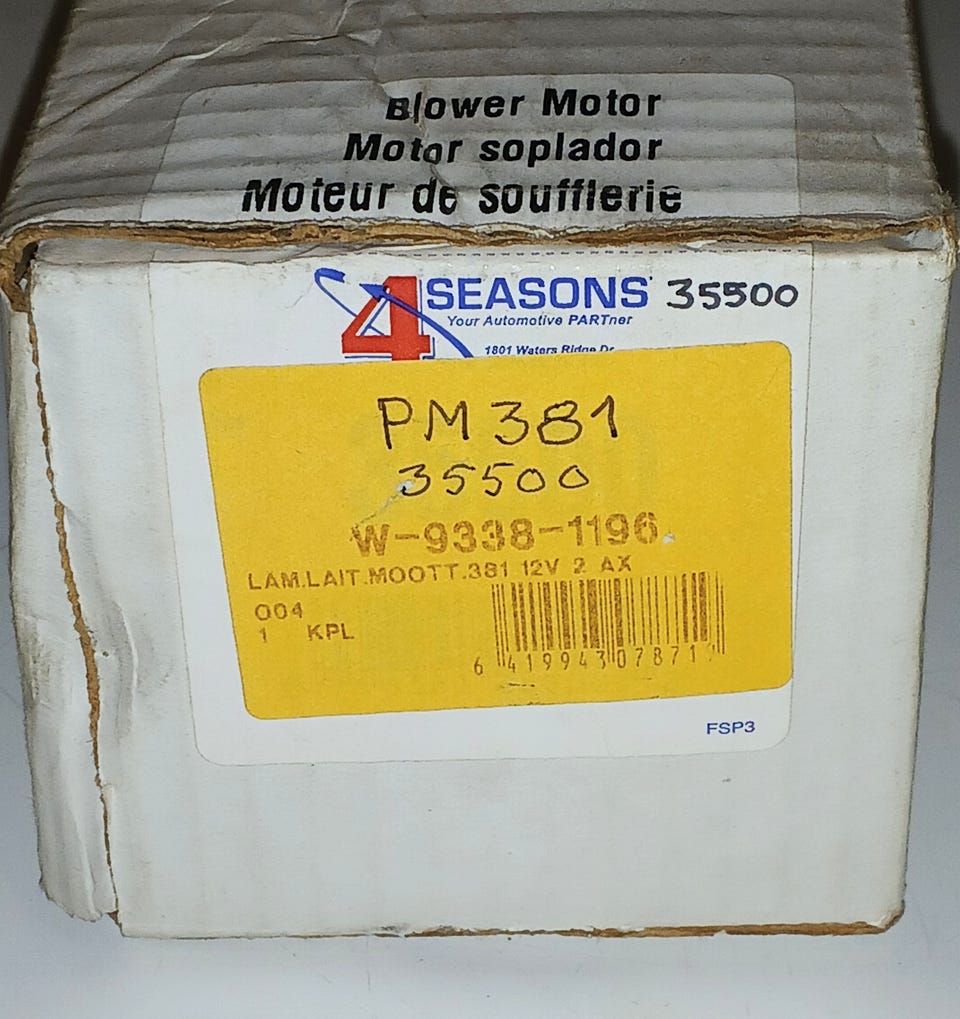 Blower Motor
Motor soplador
Moteur de soufflerie
4 SEASONS 35500
Your Automotive PARTner
1801 Waters Ridge Dr
PM381
35500
W-9338-1196
LAM.LAIT.MOOTT.381 12V 2 AX
004
1 KPL
6 419943 07871
FSP3